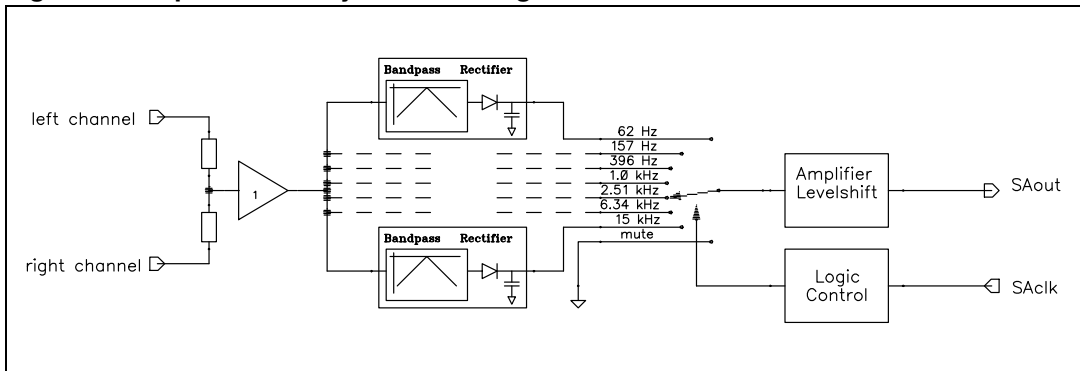 left channel
right channel
1
Bandpass Rectifier
Bandpass Rectifier
62 Hz
157 Hz
396 Hz
1.0 kHz
2.51 kHz
6.34 kHz
15 kHz
mute
Amplifier
Levelshift
SAout
Logic
Control
SAclk